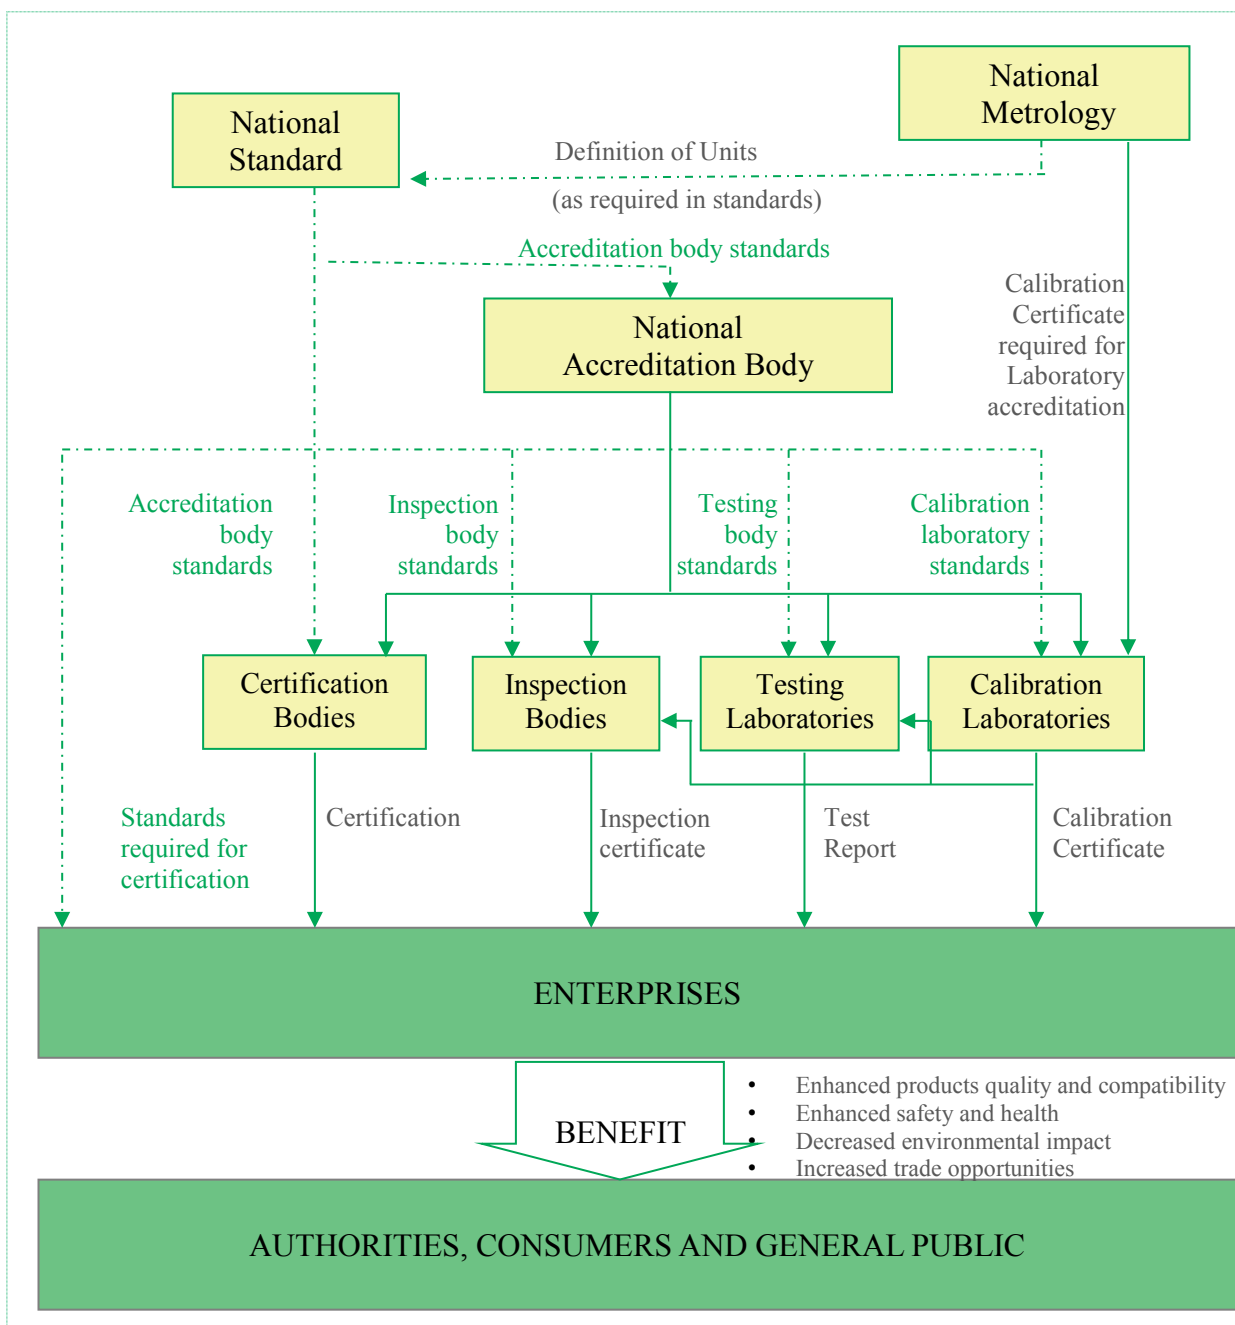 National
Metrology
National
Standard
Definition of Units
(as required in standards)
Accreditation body standards
Calibration
Certificate
required for
Laboratory
accreditation
National
Accreditation Body
Accreditation
body
standards
Inspection
body
standards
Testing
body
standards
Calibration
laboratory
standards
Certification
Bodies
Inspection
Bodies
Testing
Laboratories
Calibration
Laboratories
Standards
required for
certification
Certification
Inspection
certificate
Test
Report
Calibration
Certificate
ENTERPRISES
BENEFIT
• Enhanced products quality and compatibility
• Enhanced safety and health
• Decreased environmental impact
• Increased trade opportunities
AUTHORITIES, CONSUMERS AND GENERAL PUBLIC